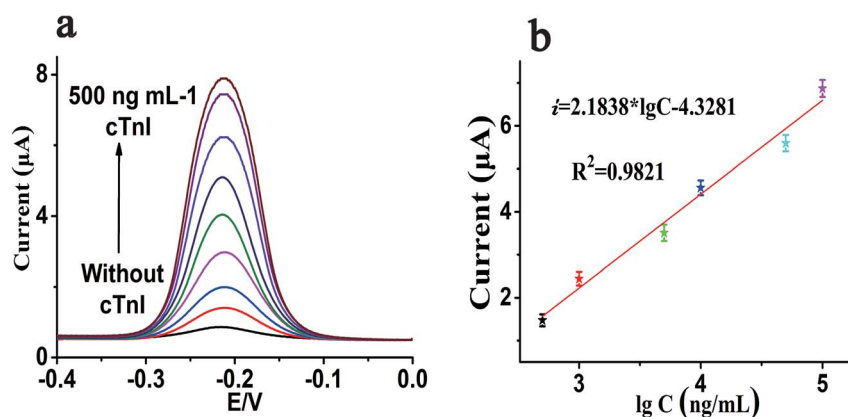 a
8
4
0
Current (μA)
500 ng mL-1
cTnI
Without
cTnI
-0.4
-0.3
-0.2
-0.1
0.0
E/V
b
6
4
2
Current (μA)
i=2.1838*lgC-4.3281
R²=0.9821
3
4
5
lg C (ng/mL)